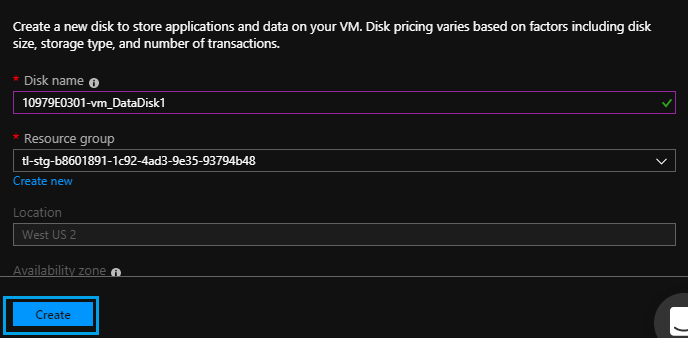 Create a new disk to store applications and data on your VM. Disk pricing varies based on factors including disk
size, storage type, and number of transactions.
* Disk name
10979E0301-vm_DataDisk1
* Resource group
tl-stg-b8601891-1c92-4ad3-9e35-93794b48
Create new
Location
West US 2
Availability zone
Create